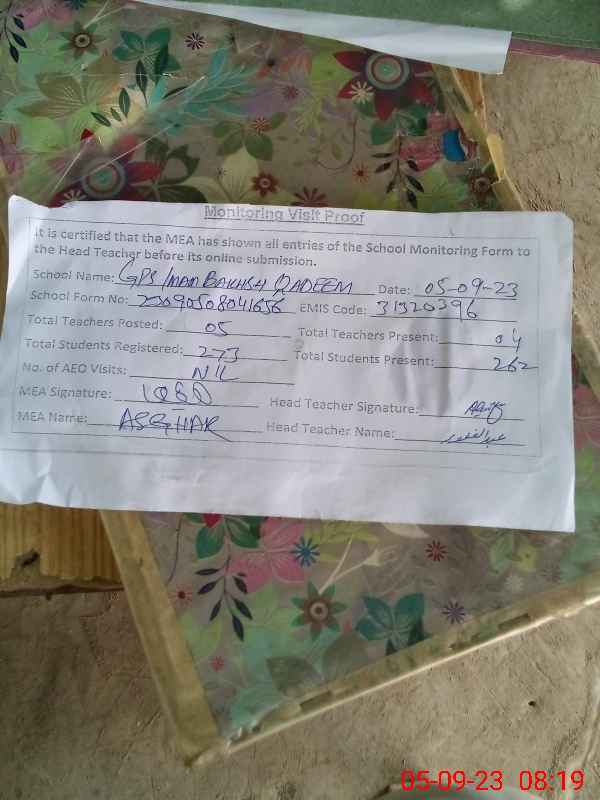 Monitoring Visit Proof
It is certified that the MEA has shown all entries of the School Monitoring Form to
the Head Teacher before its online submission.
School Name: GPS IMAM BAKHSH QADEEM Date: 05-09-23
School Form No: 23090508041656 EMIS Code: 31320396
Total Teachers Posted: 05 Total Teachers Present: 04
Total Students Registered: 273 Total Students Present: 262
No. of AEO Visits: NIL
MEA Signature: Head Teacher Signature:
MEA Name: ASGHAR Head Teacher Name:
05-09-23 08:19